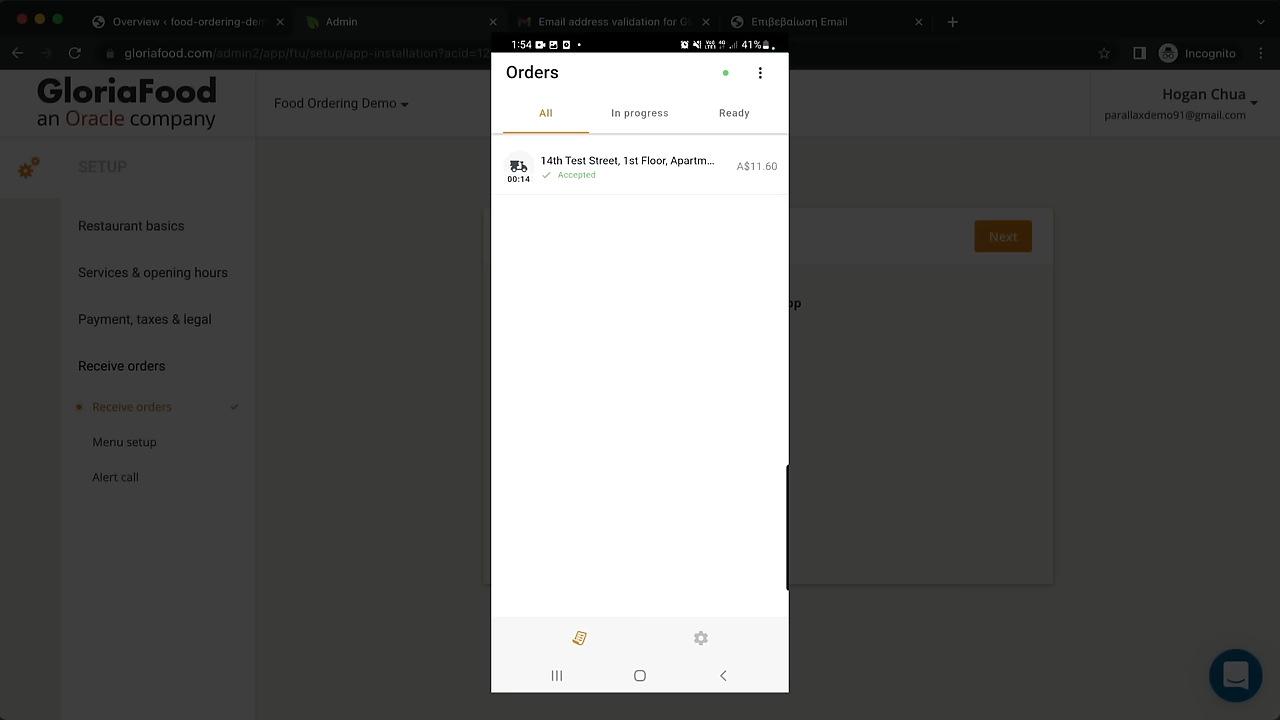 Overview ‹ food-ordering-dem
Admin
Email address validation for Gl
Επιβεβαίωση Email
gloriafood.com/admin2/app/ftu/setup/app-installation?acid=12
Incognito
1:54
41%
GloriaFood
an Oracle company
Food Ordering Demo
Hogan Chua
parallaxdemo91@gmail.com
SETUP
Restaurant basics
Services & opening hours
Payment, taxes & legal
Receive orders
Receive orders
Menu setup
Alert call
Orders
All
In progress
Ready
14th Test Street, 1st Floor, Apartm...
A$11.60
00:14
Accepted
Next
pp